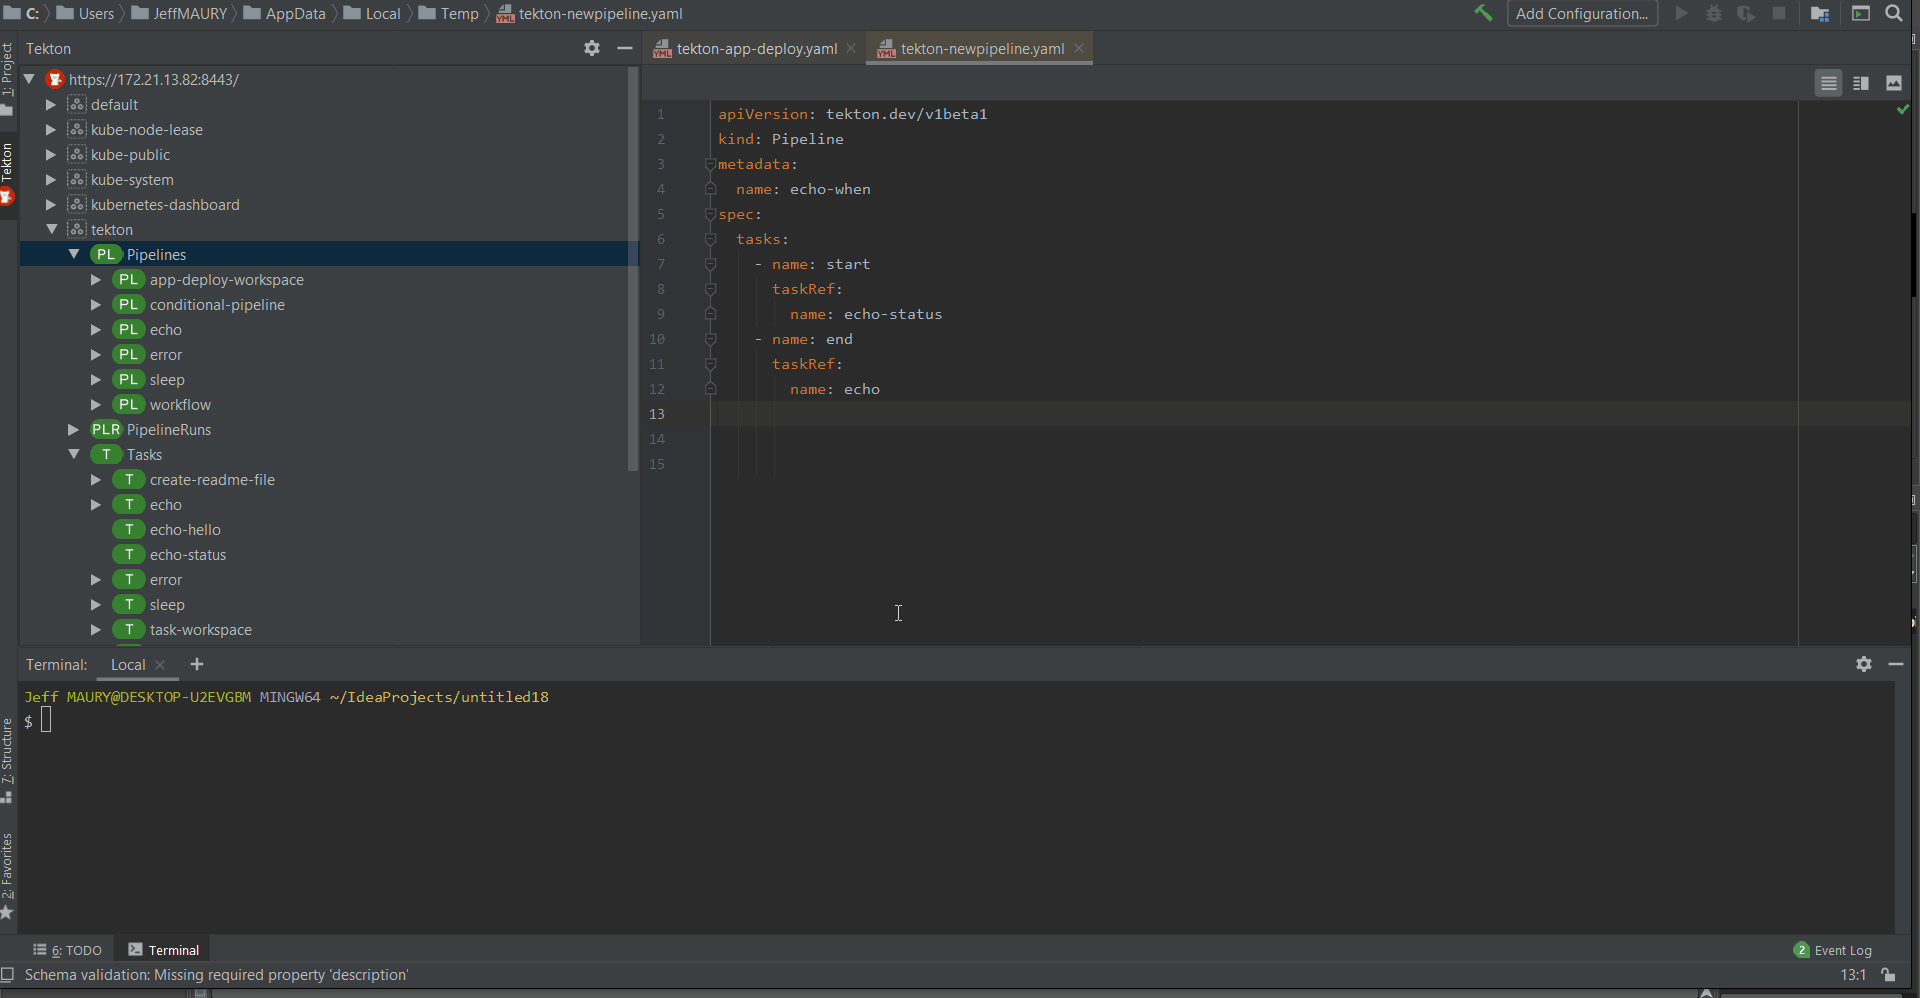 C: Users JeffMAURY AppData Local Temp tekton-newpipeline.yaml
Add Configuration...
Tekton
tekton-app-deploy.yaml
tekton-newpipeline.yaml
1: Project
Tekton
7: Structure
2: Favorites
https://172.21.13.82:8443/
default
kube-node-lease
kube-public
kube-system
kubernetes-dashboard
tekton
PL Pipelines
PL app-deploy-workspace
PL conditional-pipeline
PL echo
PL error
PL sleep
PL workflow
PLR PipelineRuns
T Tasks
T create-readme-file
T echo
T echo-hello
T echo-status
T error
T sleep
T task-workspace
1 apiVersion: tekton.dev/v1beta1
2 kind: Pipeline
3 metadata:
4 name: echo-when
5 spec:
6 tasks:
7 - name: start
8 taskRef:
9 name: echo-status
10 - name: end
11 taskRef:
12 name: echo
13
14
15
Terminal: Local
Jeff MAURY@DESKTOP-U2EVGBM MINGW64 ~/IdeaProjects/untitled18
$
6: TODO
Terminal
2 Event Log
Schema validation: Missing required property 'description'
13:1